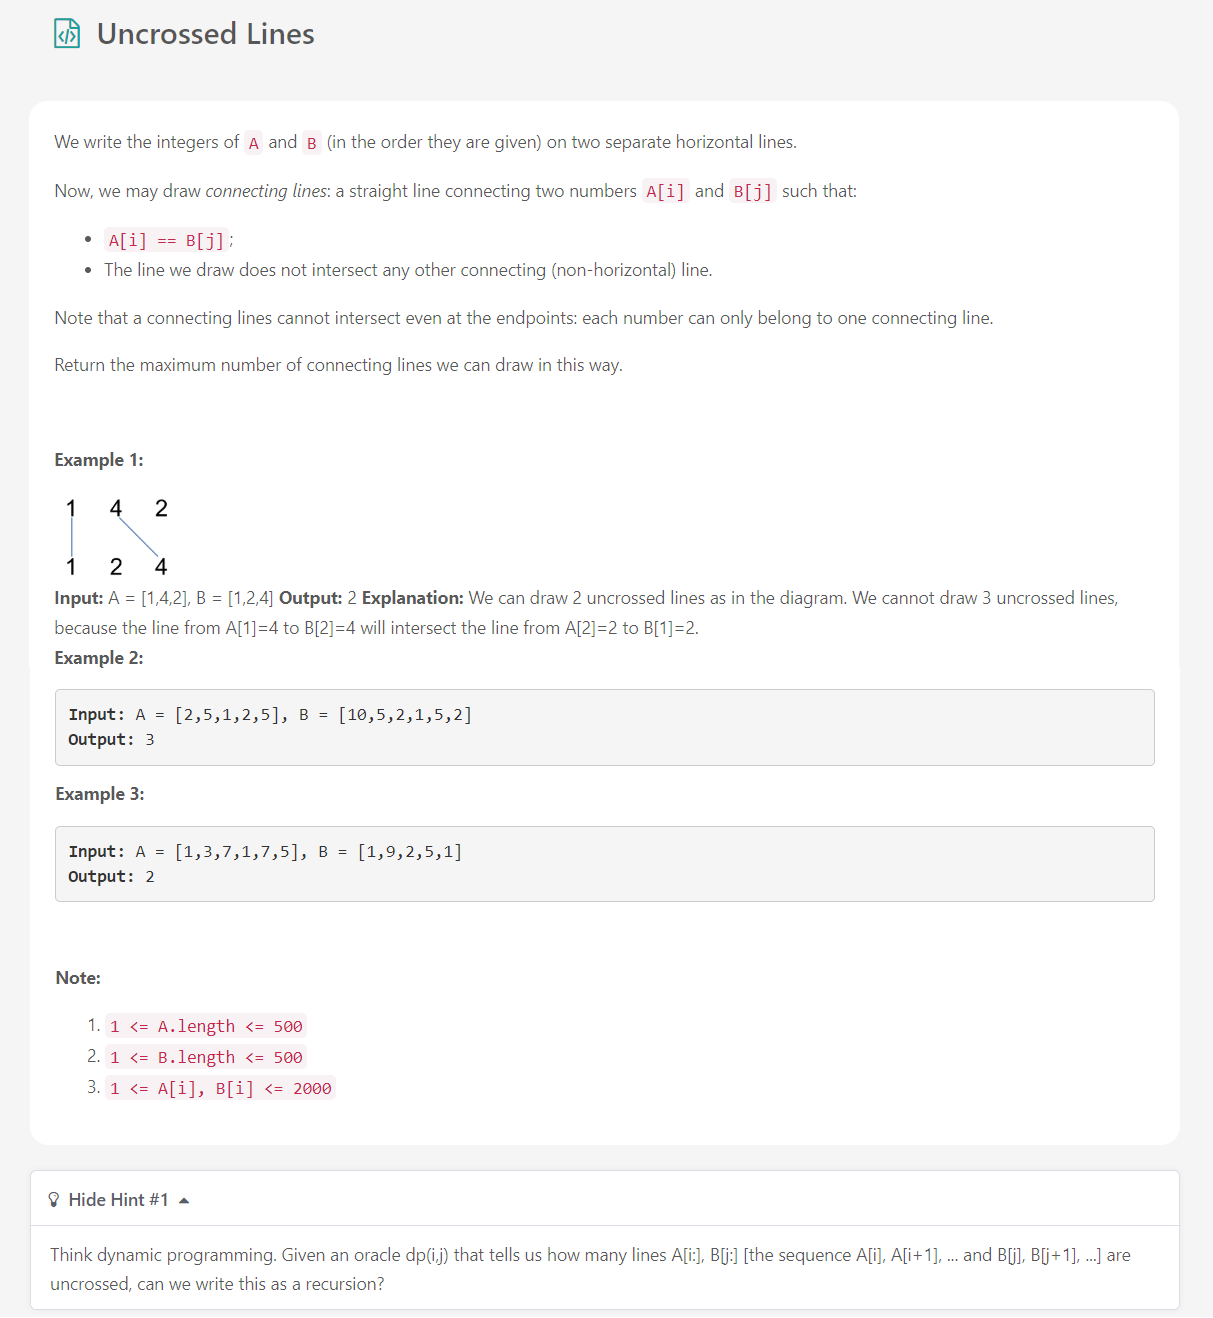 Uncrossed Lines
We write the integers of A and B (in the order they are given) on two separate horizontal lines.
Now, we may draw connecting lines: a straight line connecting two numbers A[i] and B[j] such that:
• A[i] == B[j];
• The line we draw does not intersect any other connecting (non-horizontal) line.
Note that a connecting lines cannot intersect even at the endpoints: each number can only belong to one connecting line.
Return the maximum number of connecting lines we can draw in this way.
Example 1:
1 4 2
1 2 4
Input: A = [1,4,2], B = [1,2,4] Output: 2 Explanation: We can draw 2 uncrossed lines as in the diagram. We cannot draw 3 uncrossed lines,
because the line from A[1]=4 to B[2]=4 will intersect the line from A[2]=2 to B[1]=2.
Example 2:
Input: A = [2,5,1,2,5], B = [10,5,2,1,5,2]
Output: 3
Example 3:
Input: A = [1,3,7,1,7,5], B = [1,9,2,5,1]
Output: 2
Note:
1. 1 <= A.length <= 500
2. 1 <= B.length <= 500
3. 1 <= A[i], B[i] <= 2000
Hide Hint #1
Think dynamic programming. Given an oracle dp(i,j) that tells us how many lines A[i:], B[j:] [the sequence A[i], A[i+1], ... and B[j], B[j+1], ...] are
uncrossed, can we write this as a recursion?